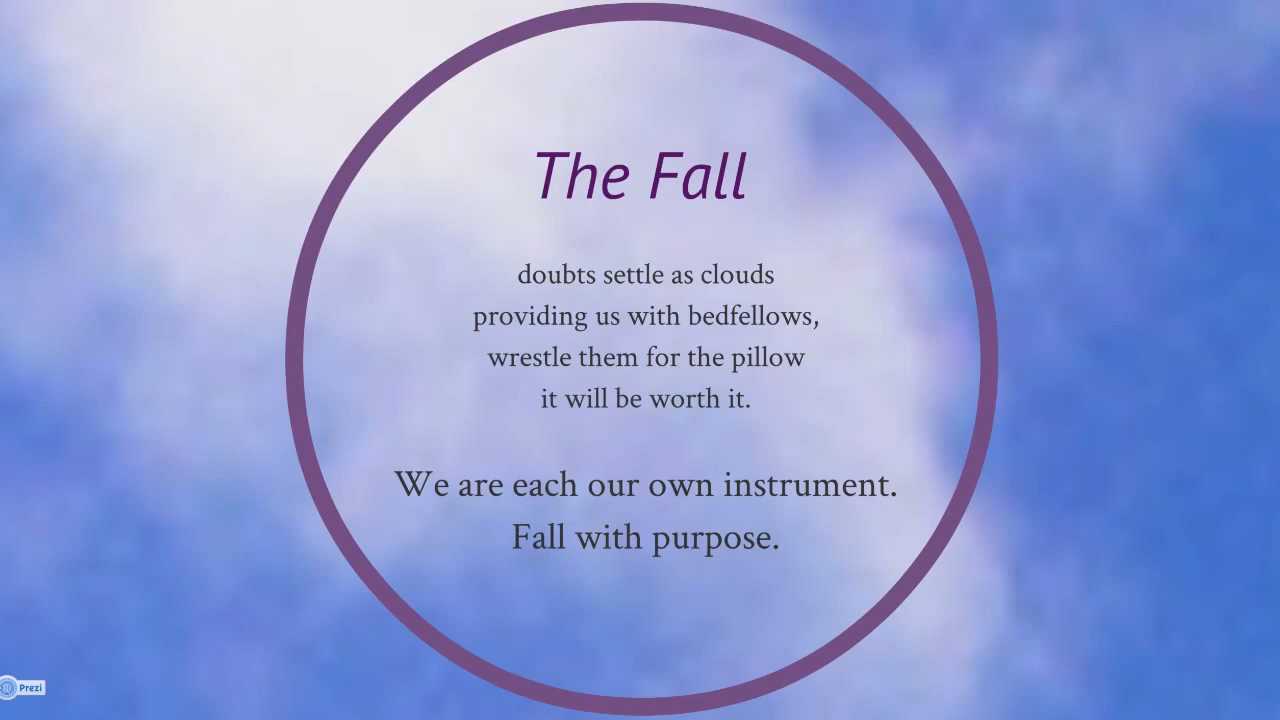 The Fall
doubts settle as clouds
providing us with bedfellows,
wrestle them for the pillow
it will be worth it.
We are each our own instrument.
Fall with purpose.
Prezi